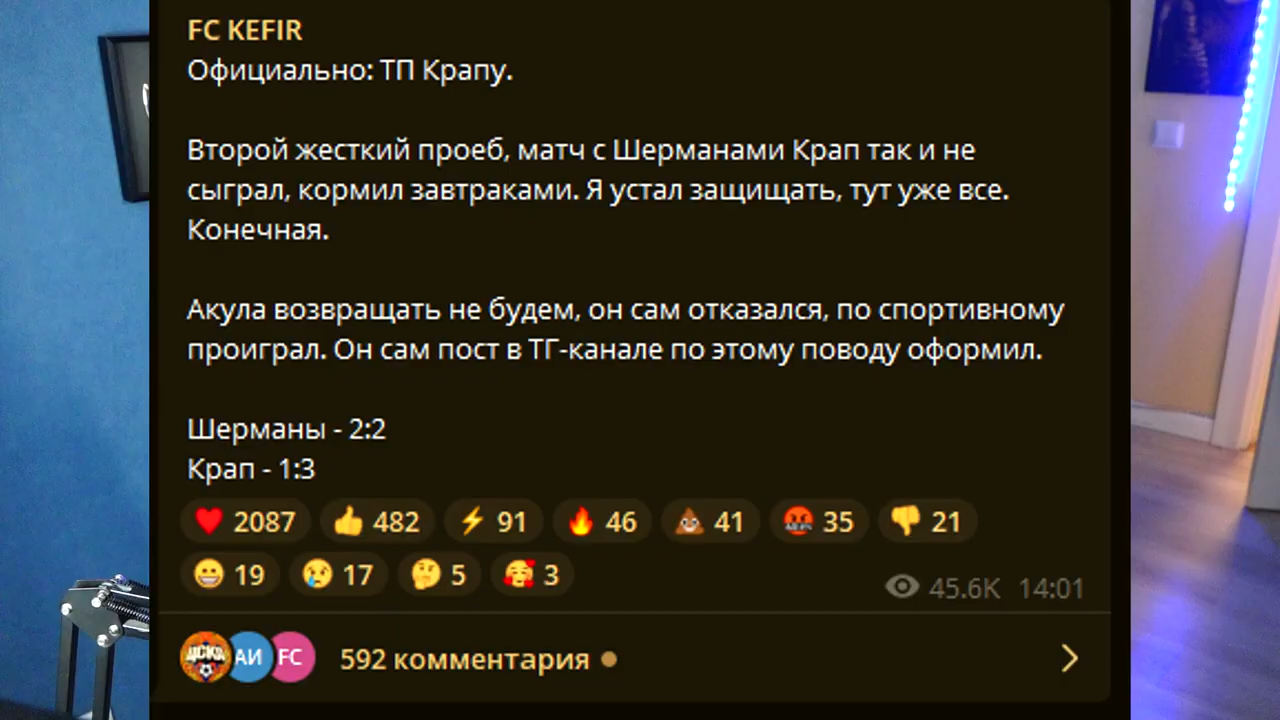 FC KEFIR
Официально: ТП Крапу.
Второй жесткий проеб, матч с Шерманами Крап так и не
сыграл, кормил завтраками. Я устал защищать, тут уже все.
Конечная.
Акула возвращать не будем, он сам отказался, по спортивному
проиграл. Он сам пост в ТГ-канале по этому поводу оформил.
Шерманы - 2:2
Крап - 1:3
❤ 2087 👍 482 ⚡ 91 🔥 46 💩 41 🤬 35 👎 21
😀 19 😢 17 🤔 5 🥰 3
45.6K 14:01
ЦСКА АИ FC 592 комментария